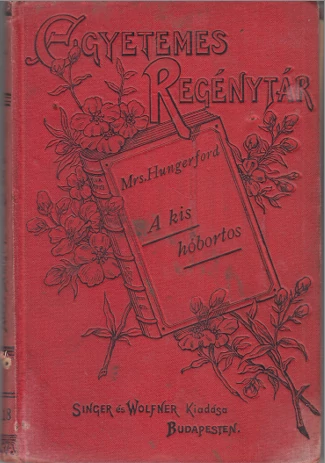 EGYETEMES
REGÉNYTÁR
Mrs. Hungerford
A kis
hóbortos
SINGER és WOLFNER Kiadása
BUDAPESTEN.